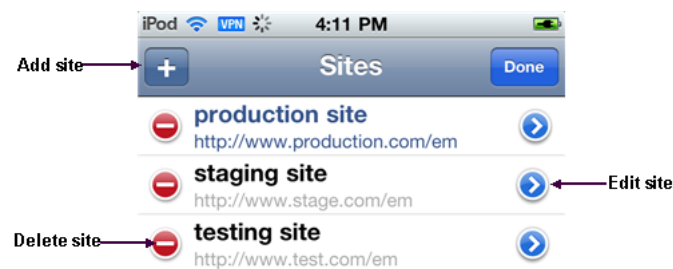 iPod VPN 4:11 PM
Add site + Sites Done
production site
http://www.production.com/em
staging site
http://www.stage.com/em
Edit site
Delete site
testing site
http://www.test.com/em